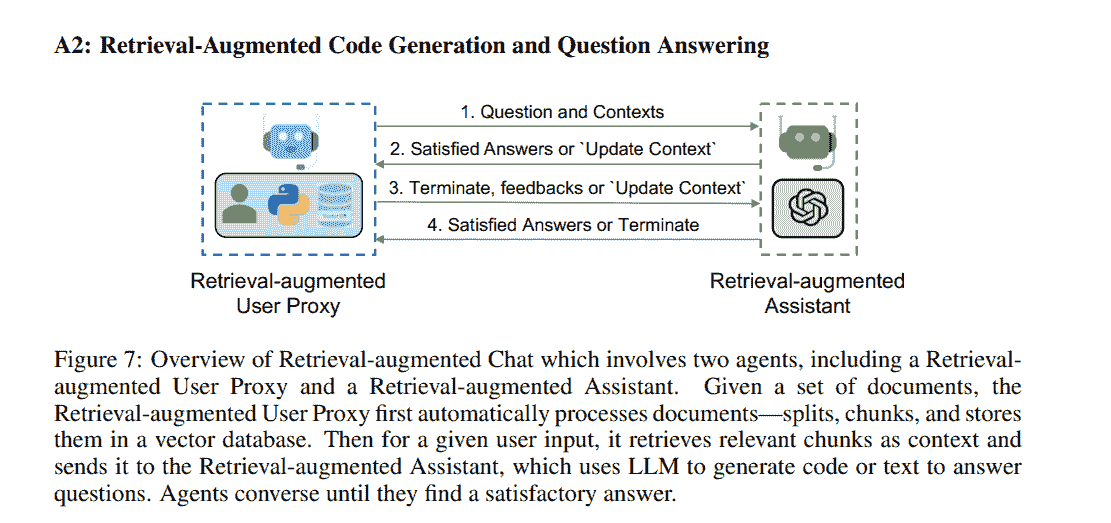 A2: Retrieval-Augmented Code Generation and Question Answering
1. Question and Contexts
2. Satisfied Answers or `Update Context`
3. Terminate, feedbacks or `Update Context`
4. Satisfied Answers or Terminate
Retrieval-augmented
User Proxy
Retrieval-augmented
Assistant
Figure 7: Overview of Retrieval-augmented Chat which involves two agents, including a Retrieval-
augmented User Proxy and a Retrieval-augmented Assistant. Given a set of documents, the
Retrieval-augmented User Proxy first automatically processes documents—splits, chunks, and stores
them in a vector database. Then for a given user input, it retrieves relevant chunks as context and
sends it to the Retrieval-augmented Assistant, which uses LLM to generate code or text to answer
questions. Agents converse until they find a satisfactory answer.